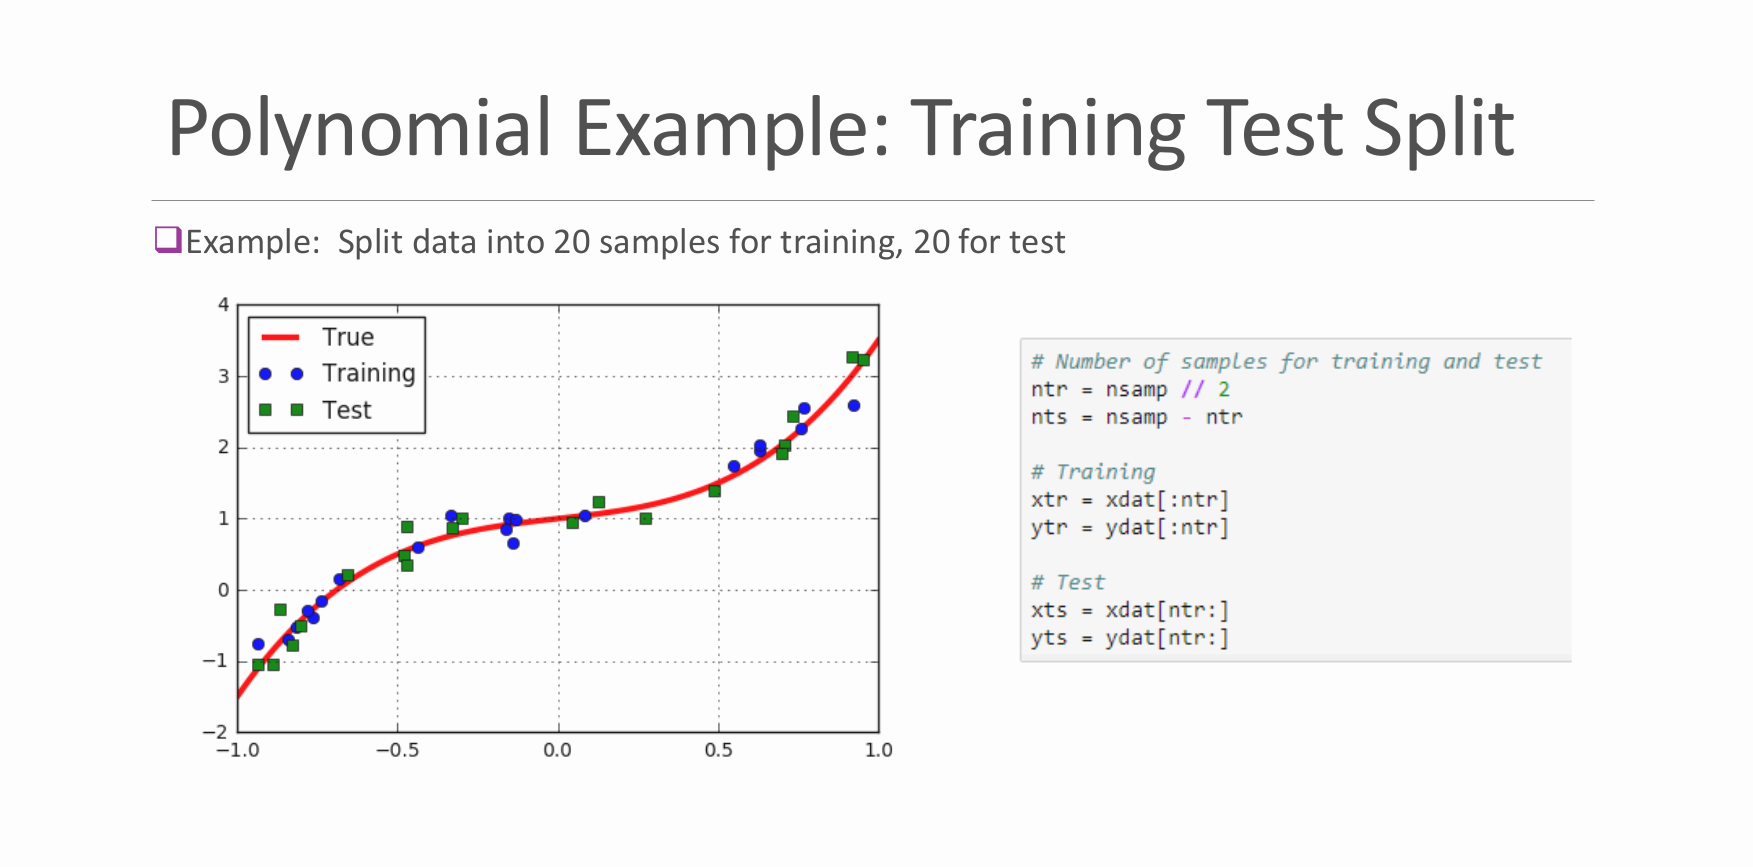 Polynomial Example: Training Test Split
❑Example: Split data into 20 samples for training, 20 for test
4
3
2
1
0
−1
−2
True
Training
Test
−1.0
−0.5
0.0
0.5
1.0
# Number of samples for training and test
ntr = nsamp // 2
nts = nsamp - ntr
# Training
xtr = xdat[:ntr]
ytr = ydat[:ntr]
# Test
xts = xdat[ntr:]
yts = ydat[ntr:]